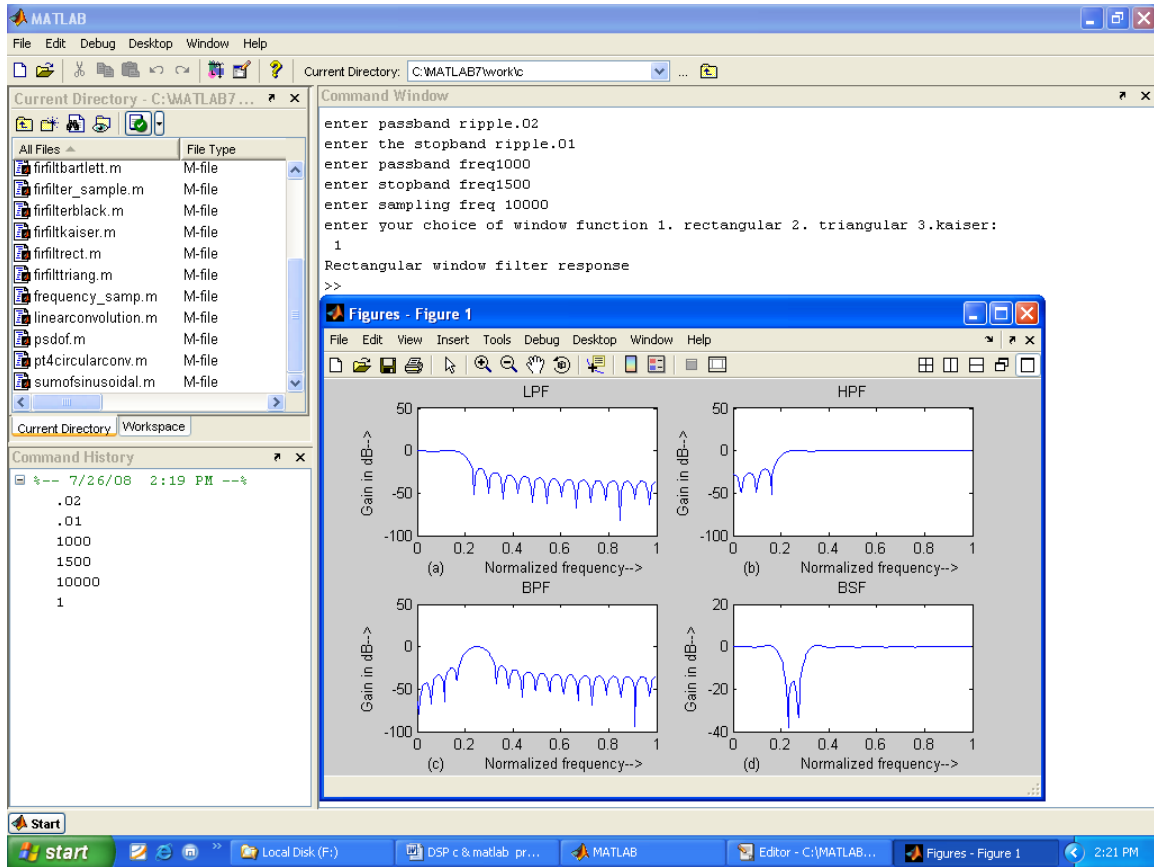 MATLAB
File Edit Debug Desktop Window Help
Current Directory: C:\MATLAB7\work\c
...
Current Directory - C:\MATLAB7...
All Files File Type
firfiltbartlett.m M-file
firfilter_sample.m M-file
firfilterblack.m M-file
firfiltkaiser.m M-file
firfiltrect.m M-file
firfilttriang.m M-file
frequency_samp.m M-file
linearconvolution.m M-file
psdof.m M-file
pt4circularconv.m M-file
sumofsinusoidal.m M-file
Current Directory Workspace
Command History
%-- 7/26/08 2:19 PM --%
.02
.01
1000
1500
10000
1
Command Window
enter passband ripple.02
enter the stopband ripple.01
enter passband freq1000
enter stopband freq1500
enter sampling freq 10000
enter your choice of window function 1. rectangular 2. triangular 3.kaiser:
1
Rectangular window filter response
>>
Figures - Figure 1
File Edit View Insert Tools Debug Desktop Window Help
LPF
50
0
-50
-100
Gain in dB-->
0 0.2 0.4 0.6 0.8 1
(a) Normalized frequency-->
HPF
50
0
-50
-100
Gain in dB-->
0 0.2 0.4 0.6 0.8 1
(b) Normalized frequency-->
BPF
50
0
-50
-100
Gain in dB-->
0 0.2 0.4 0.6 0.8 1
(c) Normalized frequency-->
BSF
20
0
-20
-40
Gain in dB-->
0 0.2 0.4 0.6 0.8 1
(d) Normalized frequency-->
Start
start
Local Disk (F:)
DSP c & matlab pr...
MATLAB
Editor - C:\MATLAB...
Figures - Figure 1
2:21 PM